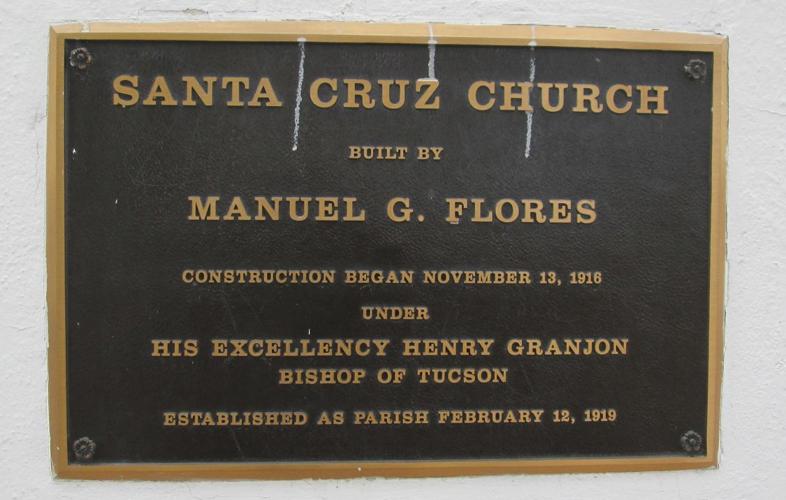 SANTA CRUZ CHURCH
BUILT BY
MANUEL G. FLORES
CONSTRUCTION BEGAN NOVEMBER 13, 1916
UNDER
HIS EXCELLENCY HENRY GRANJON
BISHOP OF TUCSON
ESTABLISHED AS PARISH FEBRUARY 12, 1919